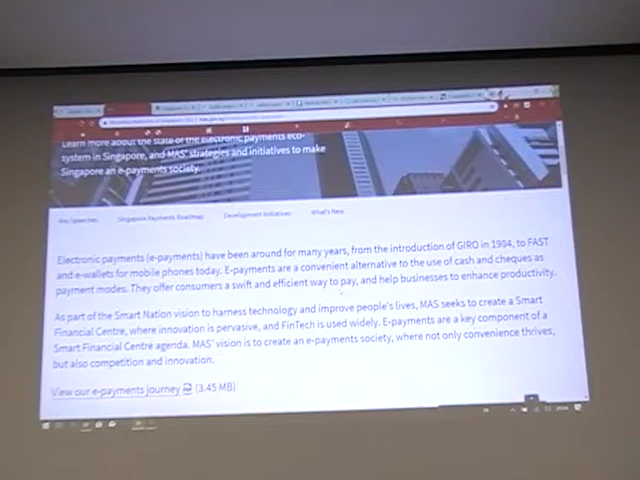 Learn more about the state of the electronic payments eco-
system in Singapore, and MAS' strategies and initiatives to make
Singapore an e-payments society.
Key Speeches Singapore Payments Roadmap Development Initiatives What's New
Electronic payments (e-payments) have been around for many years, from the introduction of GIRO in 1984, to FAST
and e-wallets for mobile phones today. E-payments are a convenient alternative to the use of cash and cheques as
payment modes. They offer consumers a swift and efficient way to pay, and help businesses to enhance productivity.
As part of the Smart Nation vision to harness technology and improve people's lives, MAS seeks to create a Smart
Financial Centre, where innovation is pervasive, and FinTech is used widely. E-payments are a key component of a
Smart Financial Centre agenda. MAS' vision is to create an e-payments society, where not only convenience thrives,
but also competition and innovation.
View our e-payments journey (3.45 MB)